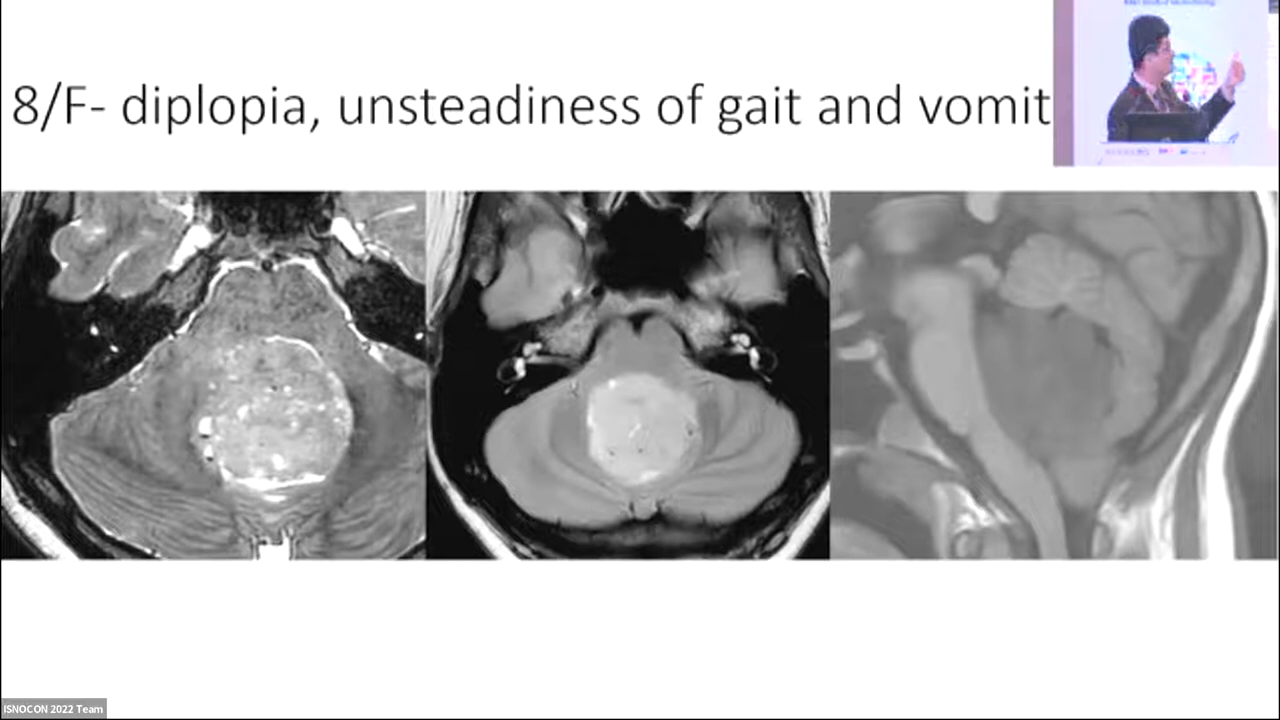 8/F- diplopia, unsteadiness of gait and vomit
ISNOCON 2022 Team